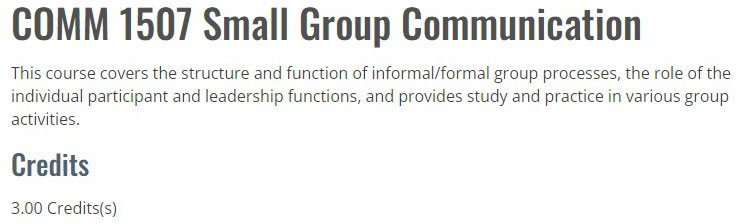 COMM 1507 Small Group Communication
This course covers the structure and function of informal/formal group processes, the role of the
individual participant and leadership functions, and provides study and practice in various group
activities.
Credits
3.00 Credits(s)